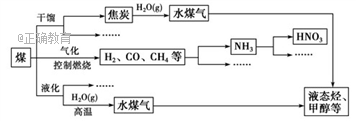 干馏 焦炭 H₂O(g) 水煤气
……
@正确教育
煤 气化 控制燃烧 H₂、CO、CH₄等 NH₃ HNO₃
……
……
液化 ……
H₂O(g) 高温 水煤气 液态烃、甲醇等